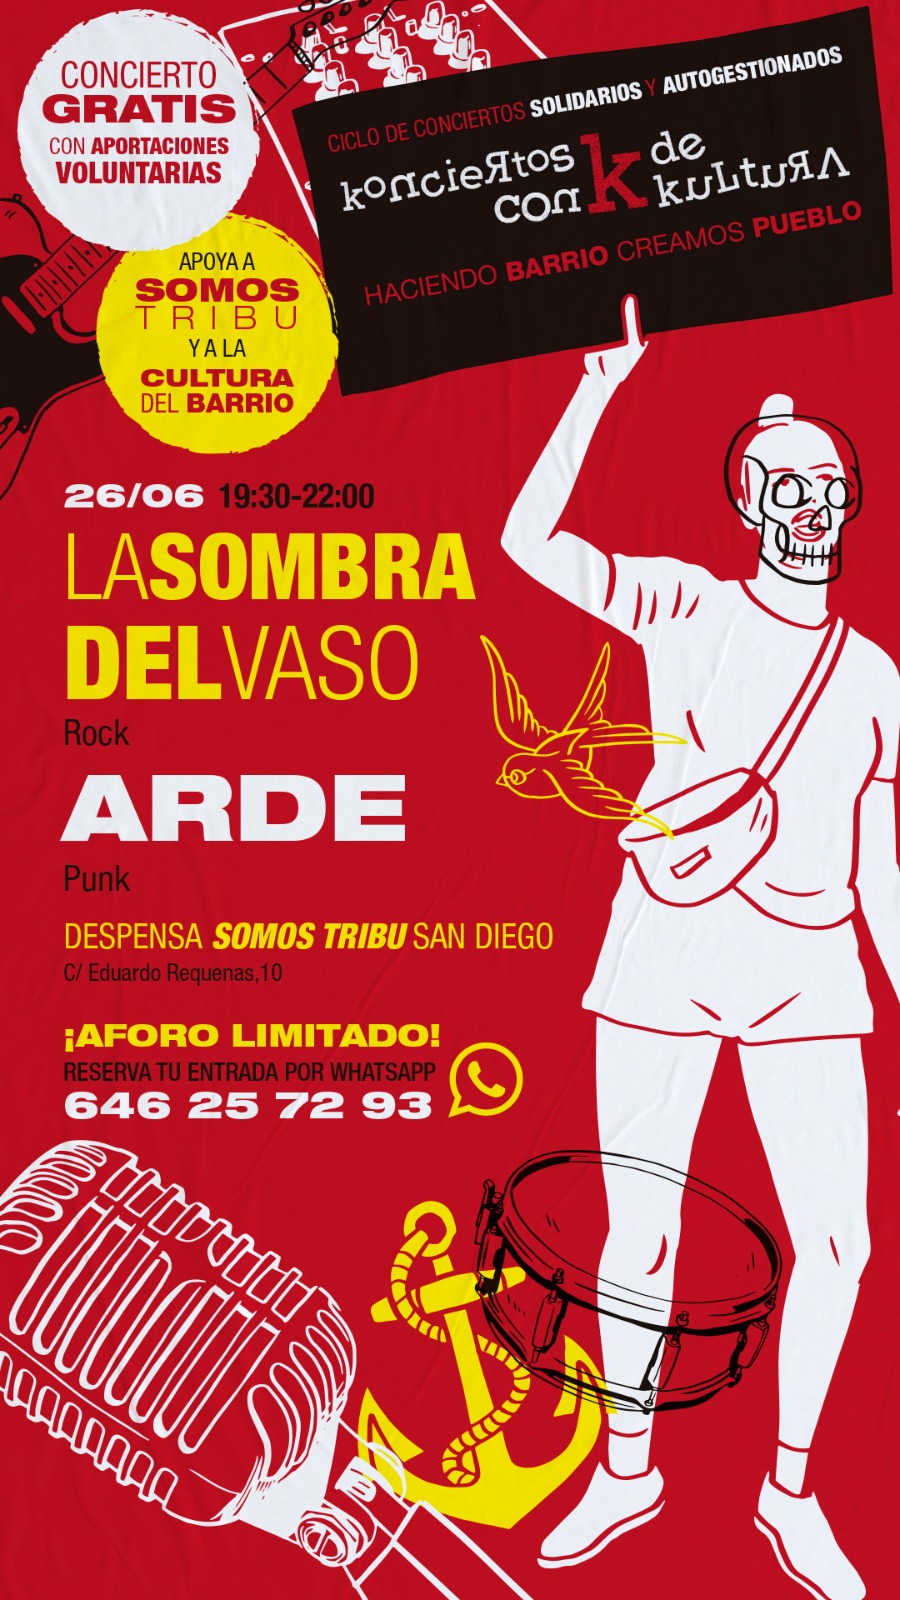 CONCIERTO
GRATIS
CON APORTACIONES
VOLUNTARIAS
APOYA A
SOMOS
TRIBU
Y A LA
CULTURA
DEL BARRIO
CICLO DE CONCIERTOS SOLIDARIOS Y AUTOGESTIONADOS
konciertos
con k de
kultura
HACIENDO BARRIO CREAMOS PUEBLO
26/06 19:30-22:00
LASOMBRA
DELVASO
Rock
ARDE
Punk
DESPENSA SOMOS TRIBU SAN DIEGO
C/ Eduardo Requenas,10
¡AFORO LIMITADO!
RESERVA TU ENTRADA POR WHATSAPP
646 25 72 93